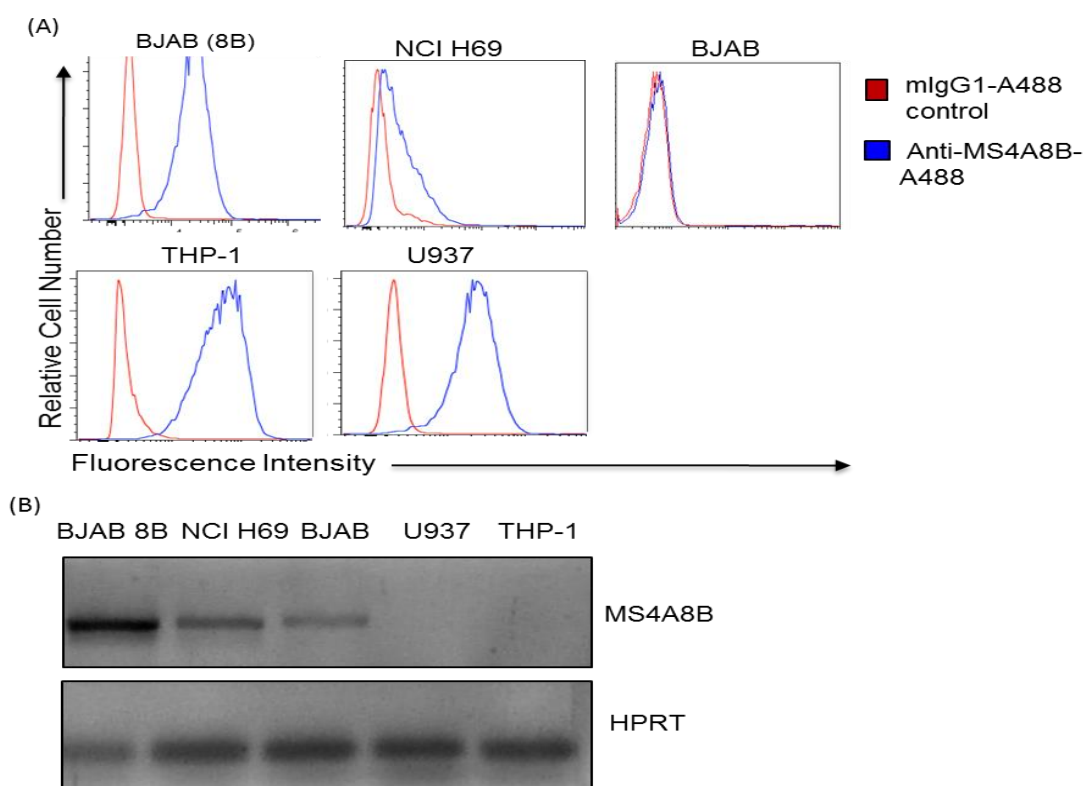 (A)
BJAB (8B)
NCI H69
BJAB
mIgG1-A488
control
Anti-MS4A8B-
A488
THP-1
U937
Relative Cell Number
Fluorescence Intensity
(B)
BJAB 8B NCI H69 BJAB U937 THP-1
MS4A8B
HPRT